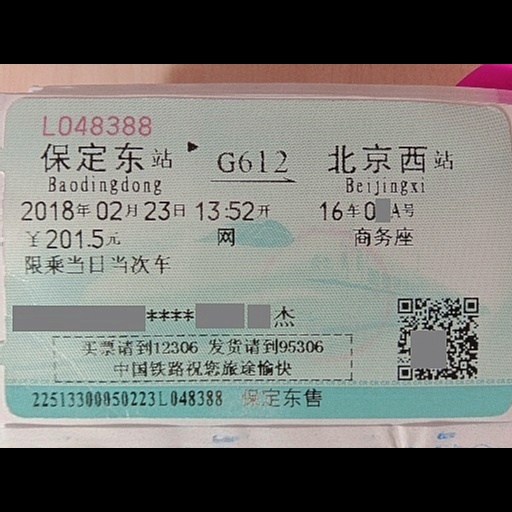 L048388
保定东站 ▶ G612 北京西站
Baodingdong Beijingxi
2018年02月23日 13:52开 16车0 A号
￥201.5元 网 商务座
限乘当日当次车
**** 杰
买票请到12306 发货请到95306
中国铁路祝您旅途愉快
22513300850223L048388 保定东售